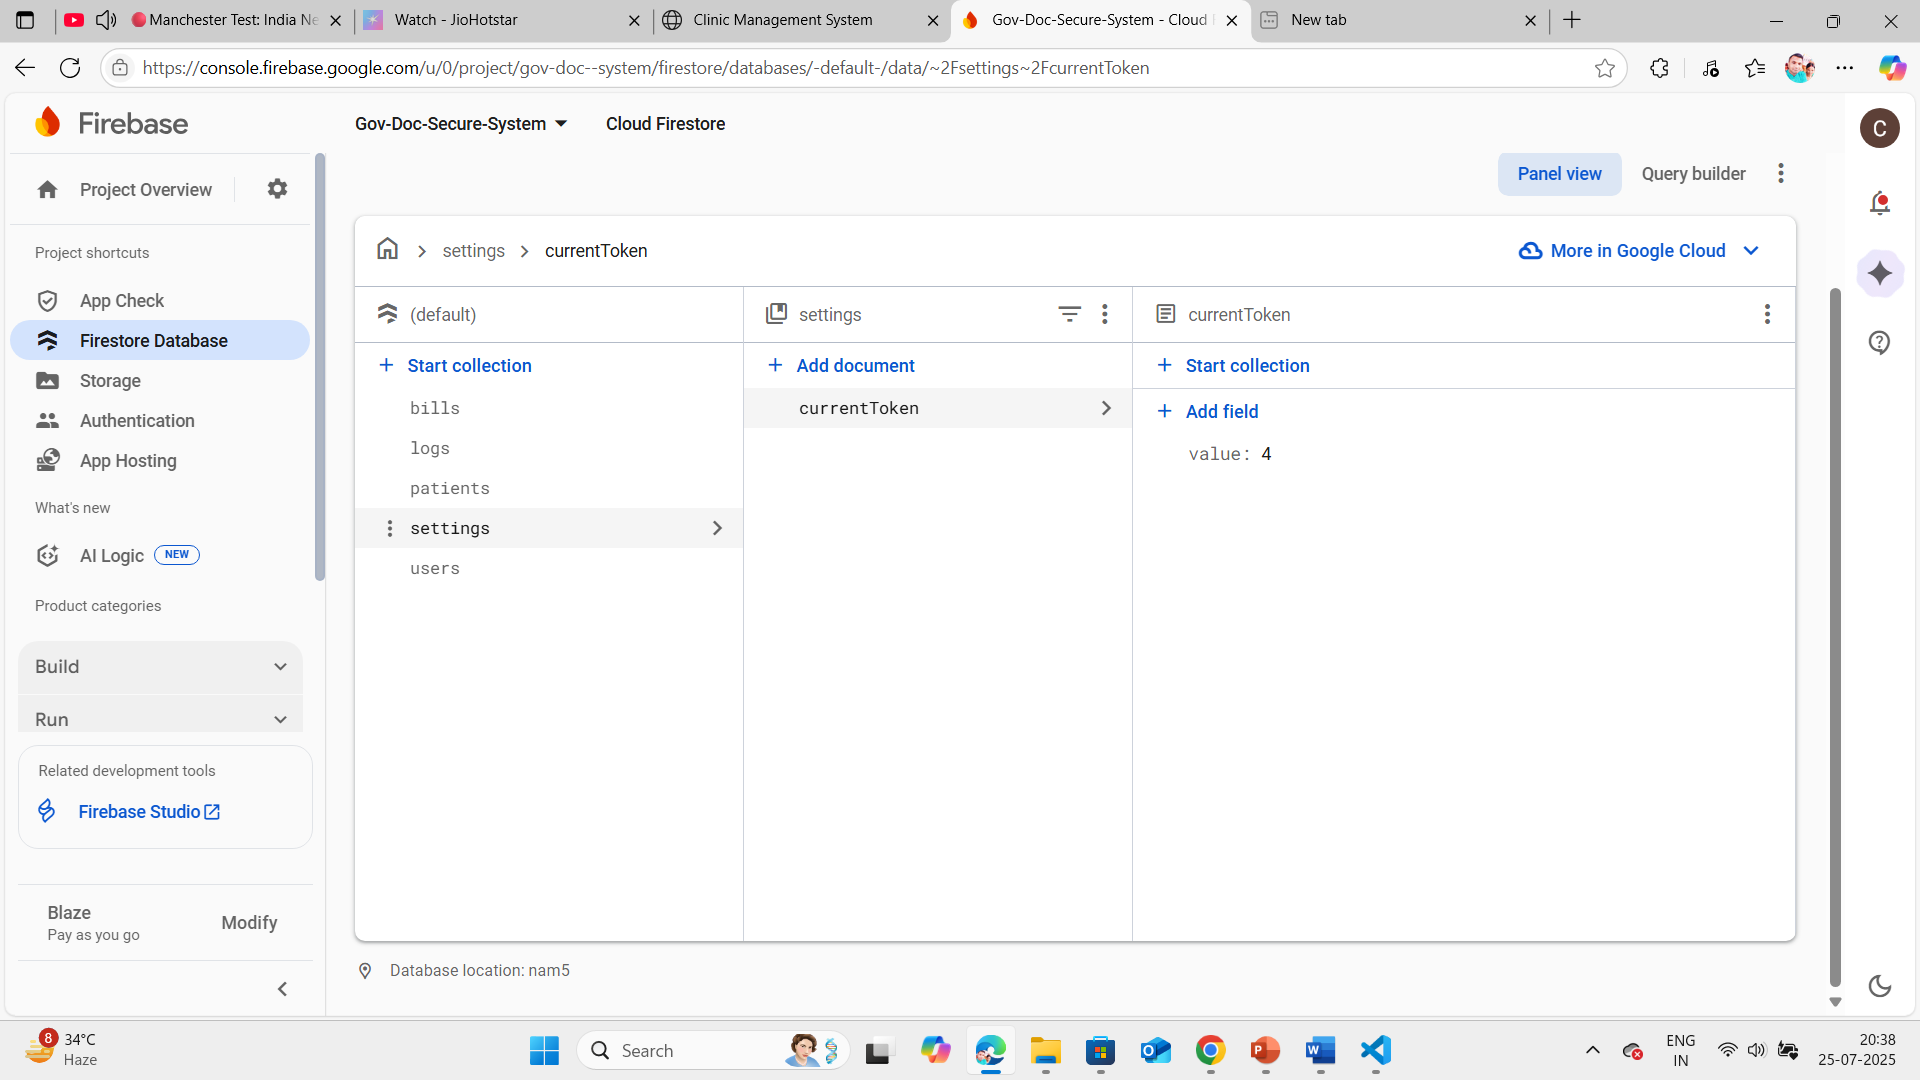 Manchester Test: India Ne
Watch - JioHotstar
Clinic Management System
Gov-Doc-Secure-System - Cloud
New tab
https://console.firebase.google.com/u/0/project/gov-doc--system/firestore/databases/-default-/data/~2Fsettings~2FcurrentToken
Firebase
Gov-Doc-Secure-System
Cloud Firestore
C
Project Overview
Panel view
Query builder
Project shortcuts
settings
currentToken
More in Google Cloud
App Check
(default)
settings
currentToken
Firestore Database
Start collection
Add document
Start collection
Storage
bills
currentToken
Add field
Authentication
logs
value: 4
App Hosting
patients
What's new
settings
AI Logic
NEW
users
Product categories
Build
Run
Related development tools
Firebase Studio
Blaze
Pay as you go
Modify
Database location: nam5
8
34°C
Haze
Search
ENG
IN
20:38
25-07-2025